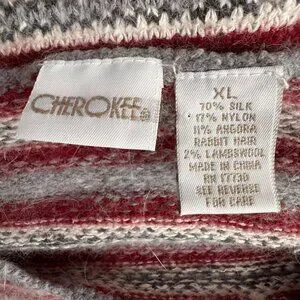 CHEROKEE
XL
70% SILK
17% NYLON
11% ANGORA
RABBIT HAIR
2% LAMBSWOOL
MADE IN CHINA
RN 17730
SEE REVERSE
FOR CARE